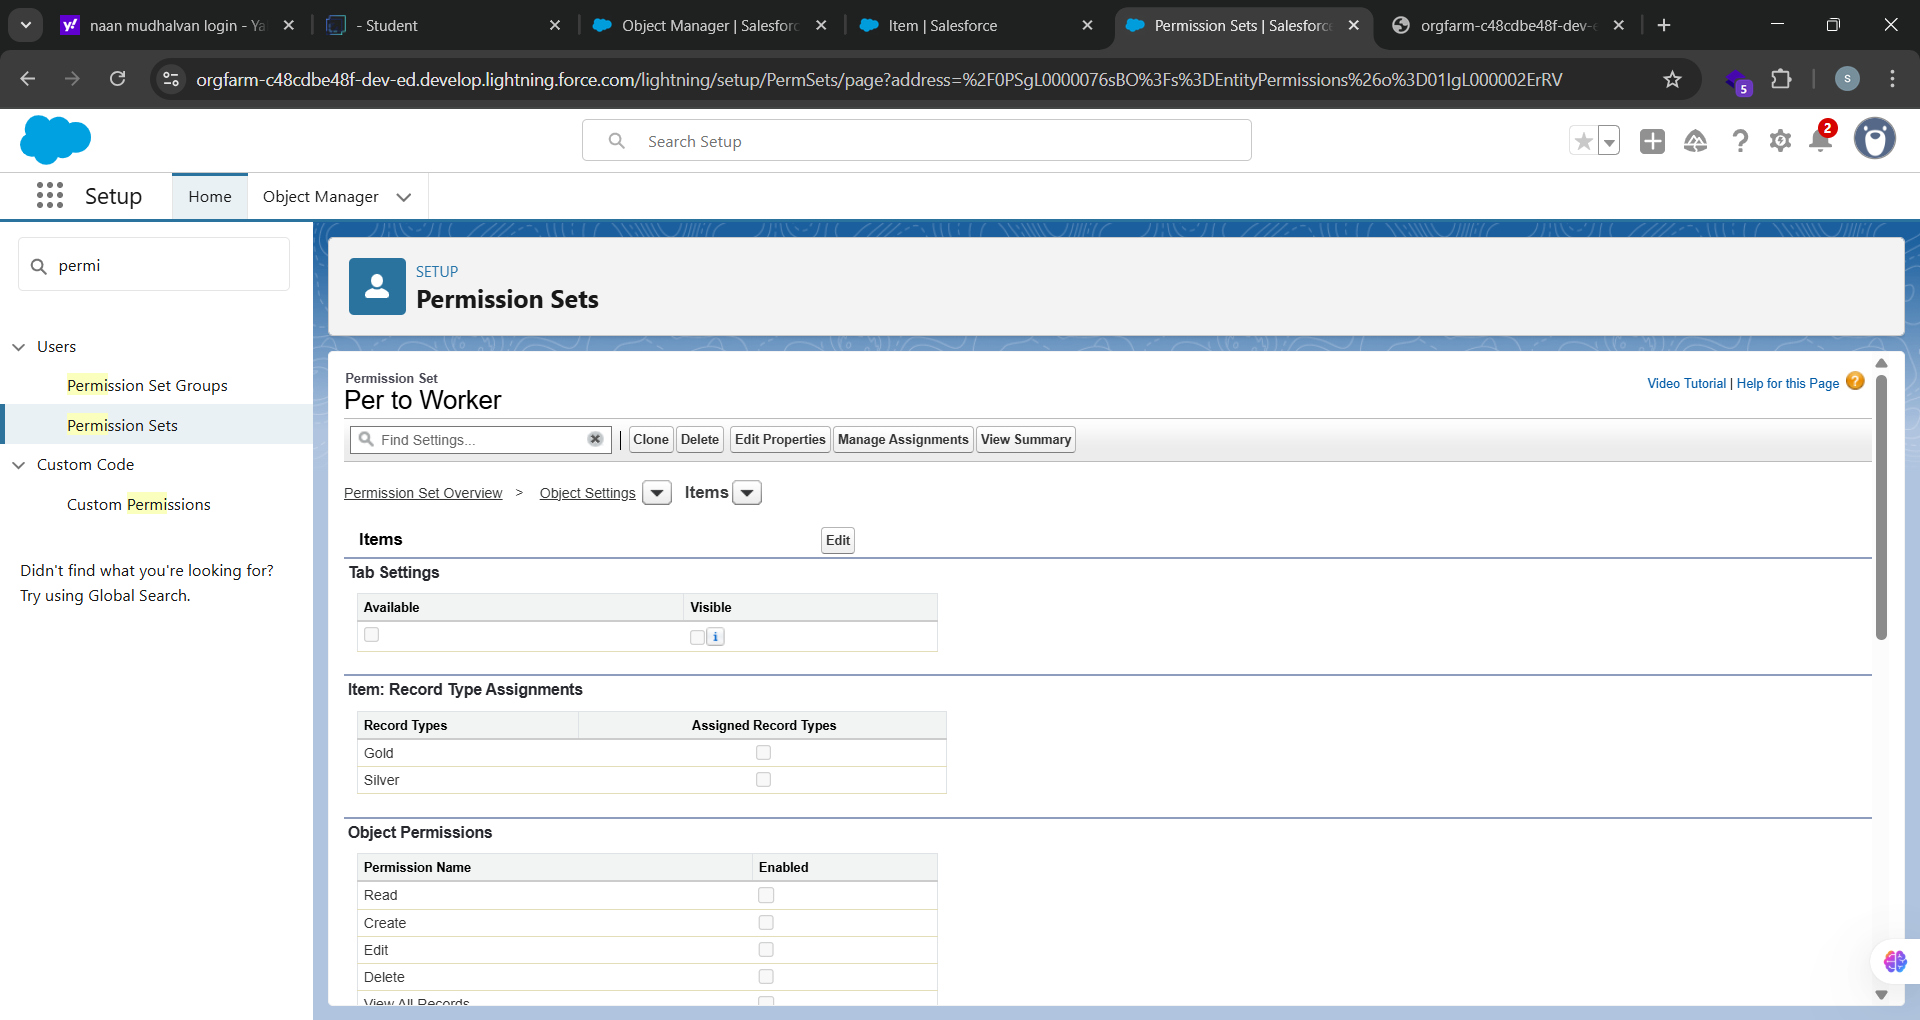 naan mudhalvan login - Ya
- Student
Object Manager | Salesforc
Item | Salesforce
Permission Sets | Salesforce
orgfarm-c48cdbe48f-dev-e
orgfarm-c48cdbe48f-dev-ed.develop.lightning.force.com/lightning/setup/PermSets/page?address=%2F0PSgL0000076sBO%3Fs%3DEntityPermissions%26o%3D01IgL000002ErRV
5
s
Search Setup
2
Setup
Home
Object Manager
permi
SETUP
Permission Sets
Users
Permission Set Groups
Permission Sets
Custom Code
Custom Permissions
Didn't find what you're looking for?
Try using Global Search.
Permission Set
Per to Worker
Video Tutorial | Help for this Page
Find Settings...
Clone
Delete
Edit Properties
Manage Assignments
View Summary
Permission Set Overview > Object Settings Items
Items
Edit
Tab Settings
Available Visible
i
Item: Record Type Assignments
Record Types Assigned Record Types
Gold
Silver
Object Permissions
Permission Name Enabled
Read
Create
Edit
Delete
View All Records